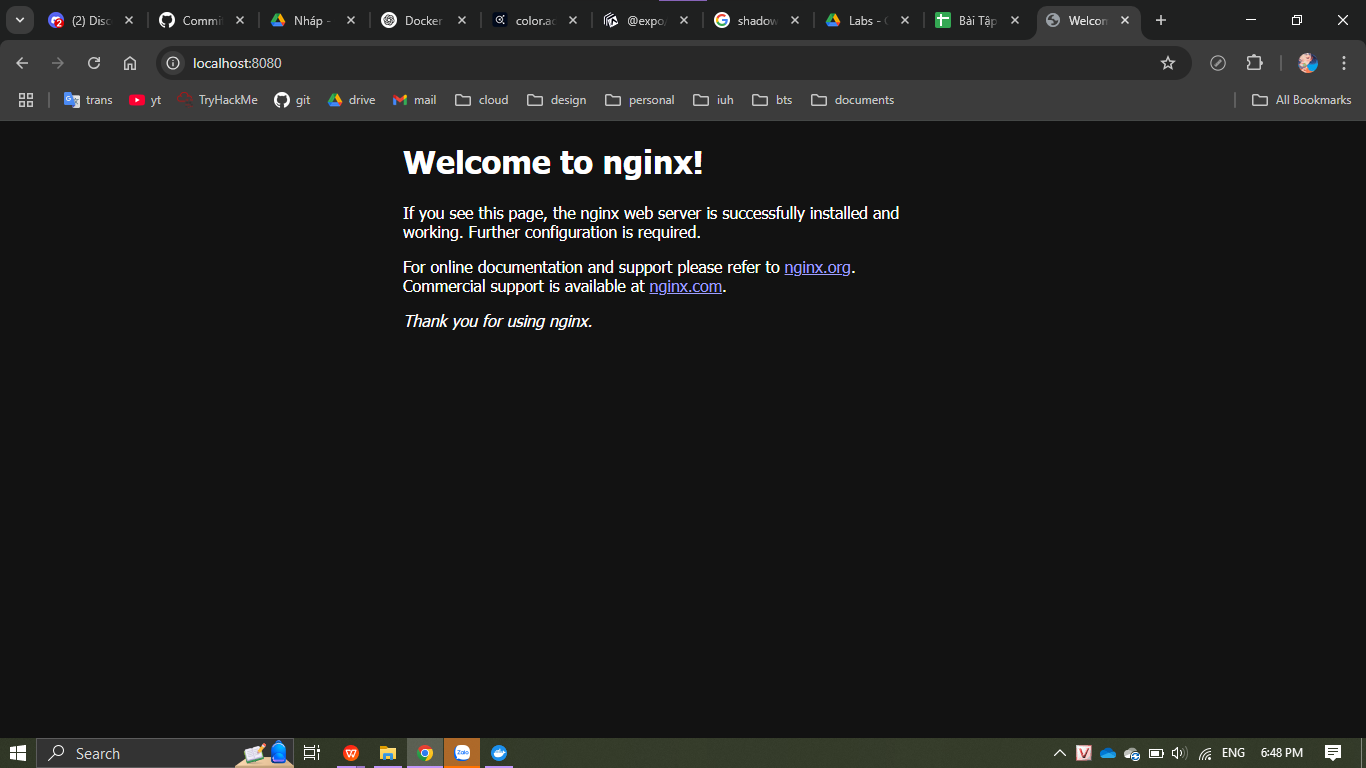 (2) Disc
Commit
Nháp -
Docker
color.ac
@expo/
shadow
Labs - 
Bài Tập
Welcon
localhost:8080
trans
yt
TryHackMe
git
drive
mail
cloud
design
personal
iuh
bts
documents
All Bookmarks
Welcome to nginx!
If you see this page, the nginx web server is successfully installed and
working. Further configuration is required.
For online documentation and support please refer to nginx.org.
Commercial support is available at nginx.com.
Thank you for using nginx.
Search
Zalo
ENG
6:48 PM